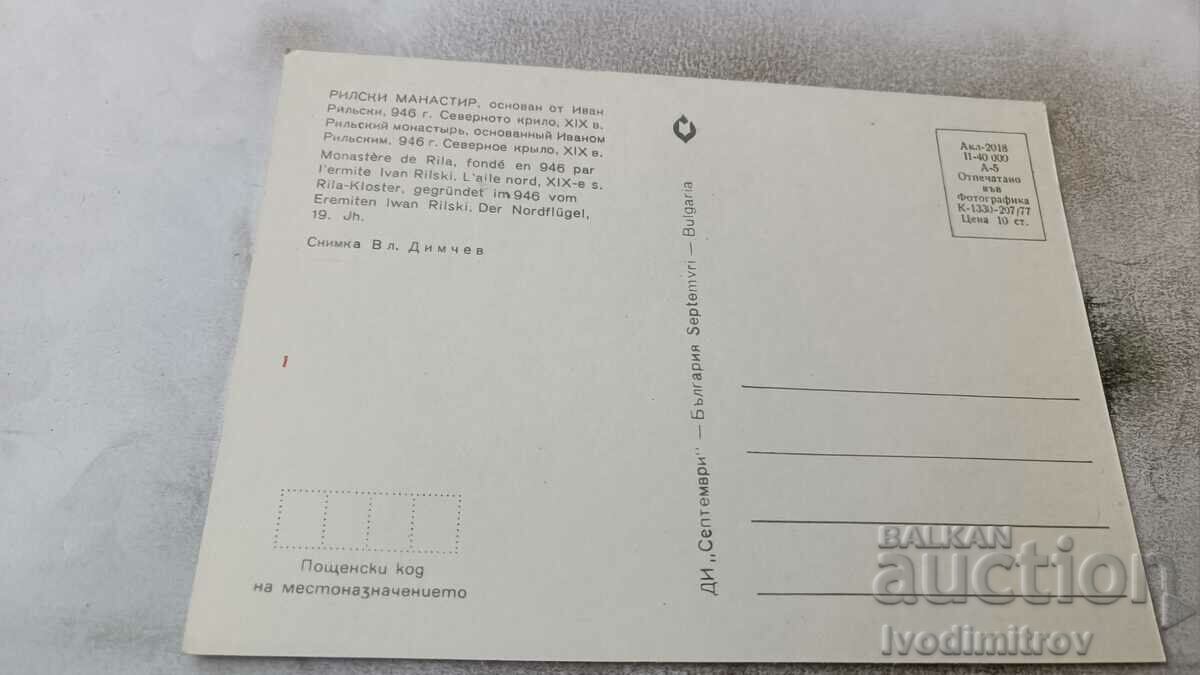 РИЛСКИ МАНАСТИР, основан от Иван
Рилски, 946 г. Северното крило, XIX в.
Рильский монастырь, основанный Иваном
Рильским. 946 г. Северное крыло, XIX в.
Monastère de Rila, fondé en 946 par
l'ermite Ivan Rilski. L'aile nord, XIX-e s.
Rila-Kloster, gegründet im 946 vom
Eremiten Iwan Rilski. Der Nordflügel,
19. Jh.
Снимка Вл. Димчев
1
Пощенски код
на местоназначението
ДИ „Септември" — България Septemvri — Bulgaria
Акл-2018
II-40 000
А-5
Отпечатано
във
Фотографика
К-1330-207/77
Цена 10 ст.
BALKAN
auction
Ivodimitrov